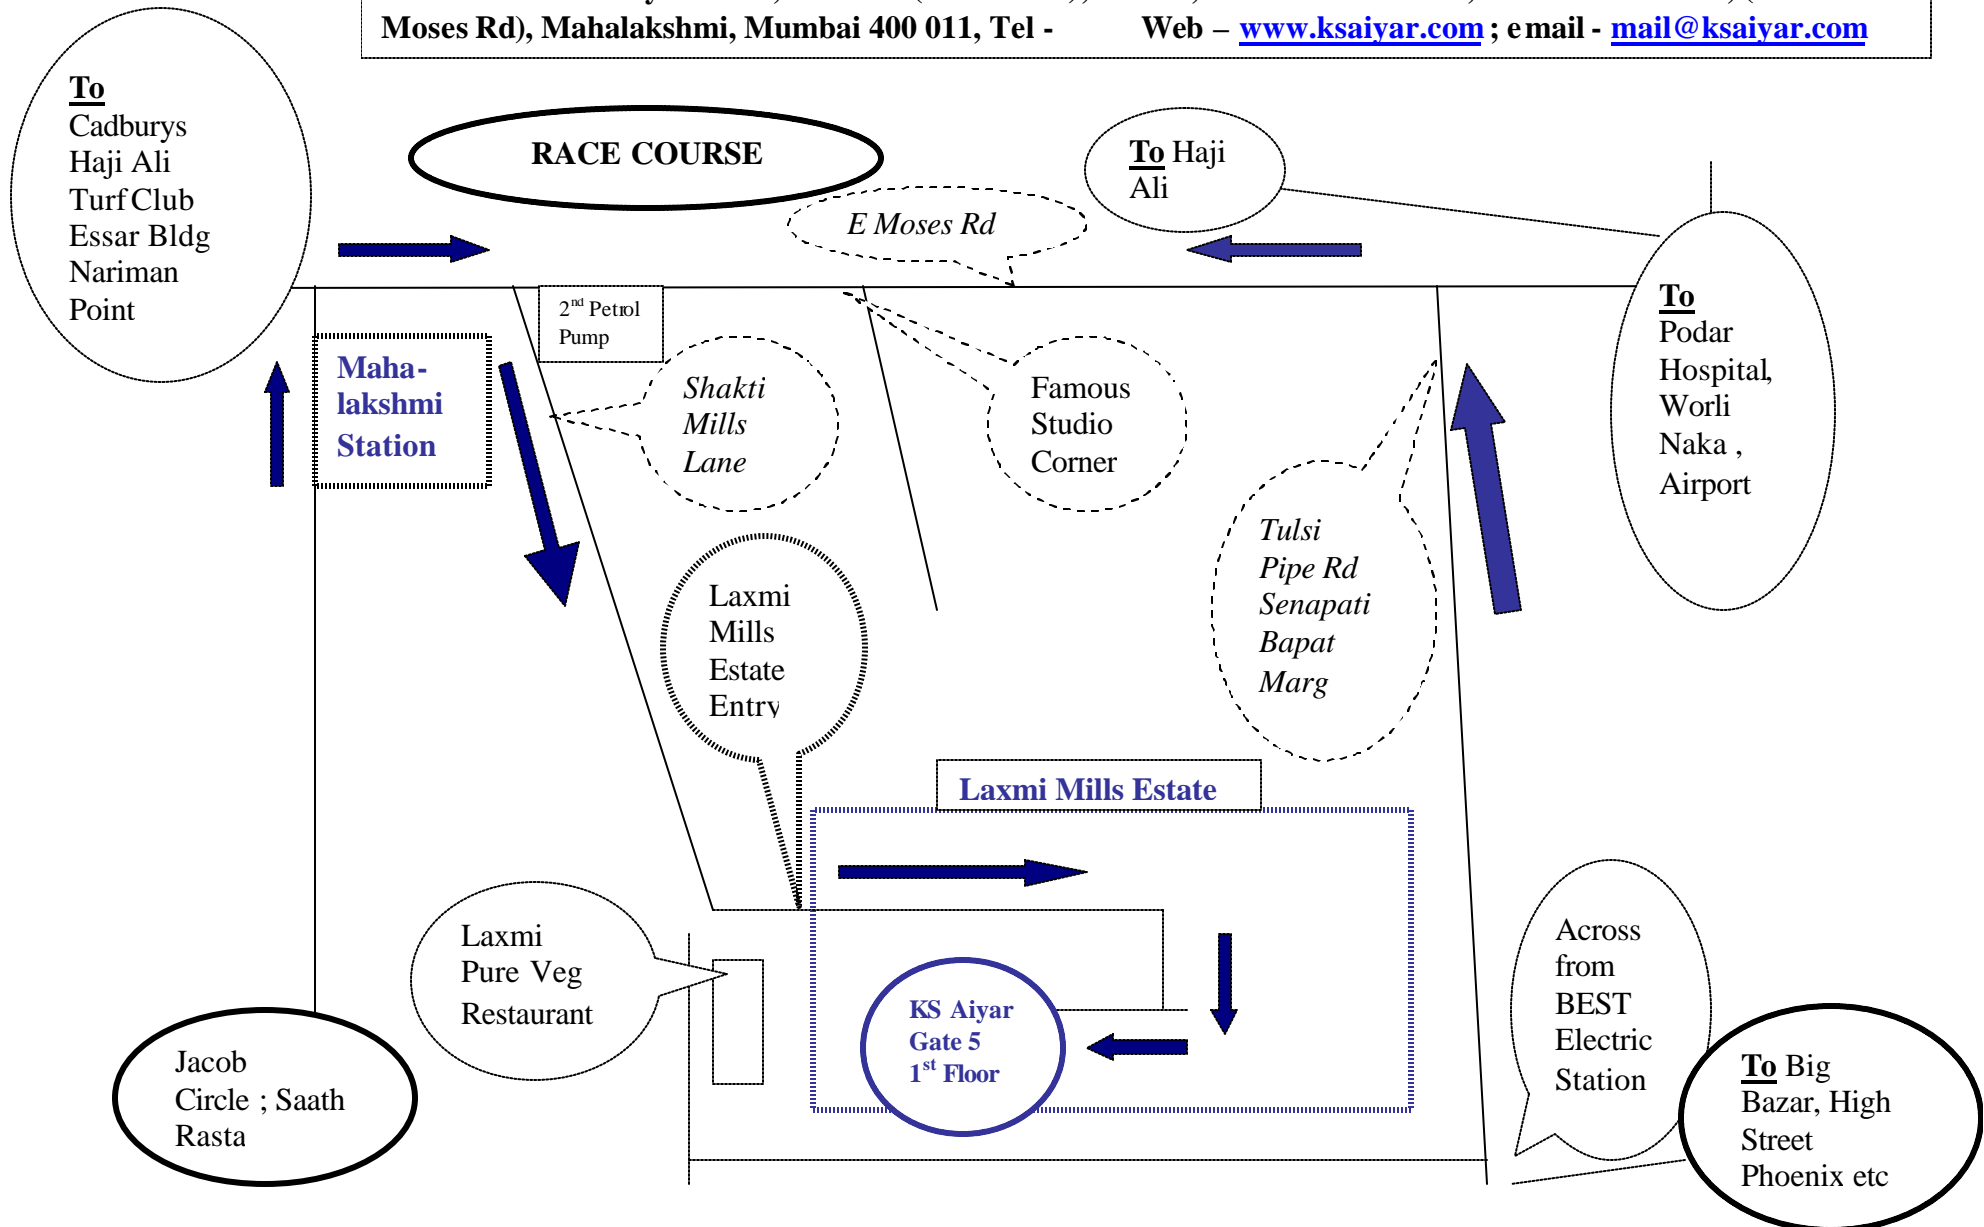 Moses Rd), Mahalakshmi, Mumbai 400 011, Tel - Web – www.ksaiyar.com ; email - mail@ksaiyar.com
To
Cadburys
Haji Ali
Turf Club
Essar Bldg
Nariman
Point
RACE COURSE
To Haji
Ali
E Moses Rd
2nd Petrol
Pump
Maha-
lakshmi
Station
Shakti
Mills
Lane
Famous
Studio
Corner
To
Podar
Hospital,
Worli
Naka ,
Airport
Tulsi
Pipe Rd
Senapati
Bapat
Marg
Laxmi
Mills
Estate
Entry
Laxmi Mills Estate
Laxmi
Pure Veg
Restaurant
KS Aiyar
Gate 5
1st Floor
Across
from
BEST
Electric
Station
Jacob
Circle ; Saath
Rasta
To Big
Bazar, High
Street
Phoenix etc